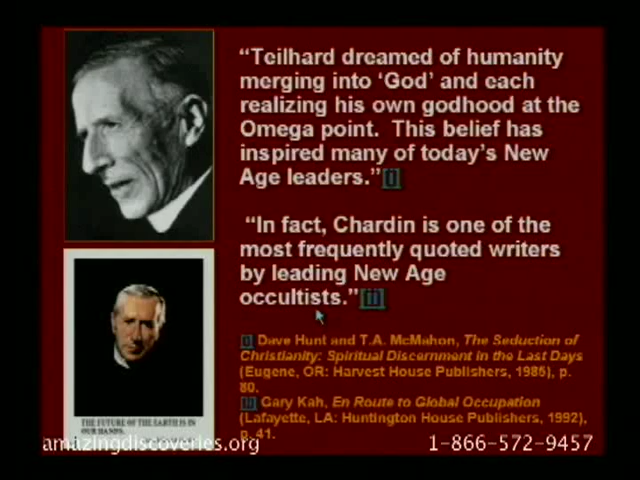 “Teilhard dreamed of humanity
merging into ‘God’ and each
realizing his own godhood at the
Omega point.  This belief has
inspired many of today’s New
Age leaders.”[i]
“In fact, Chardin is one of the
most frequently quoted writers
by leading New Age
occultists.”[ii]
[i] Dave Hunt and T.A. McMahon, The Seduction of
Christianity: Spiritual Discernment in the Last Days
(Eugene, OR: Harvest House Publishers, 1985), p.
80.
[ii] Gary Kah, En Route to Global Occupation
(Lafayette, LA: Huntington House Publishers, 1992),
p. 41.
THE FUTURE OF THE EARTH IS IN
OUR HANDS.
amazingdiscoveries.org
1-866-572-9457